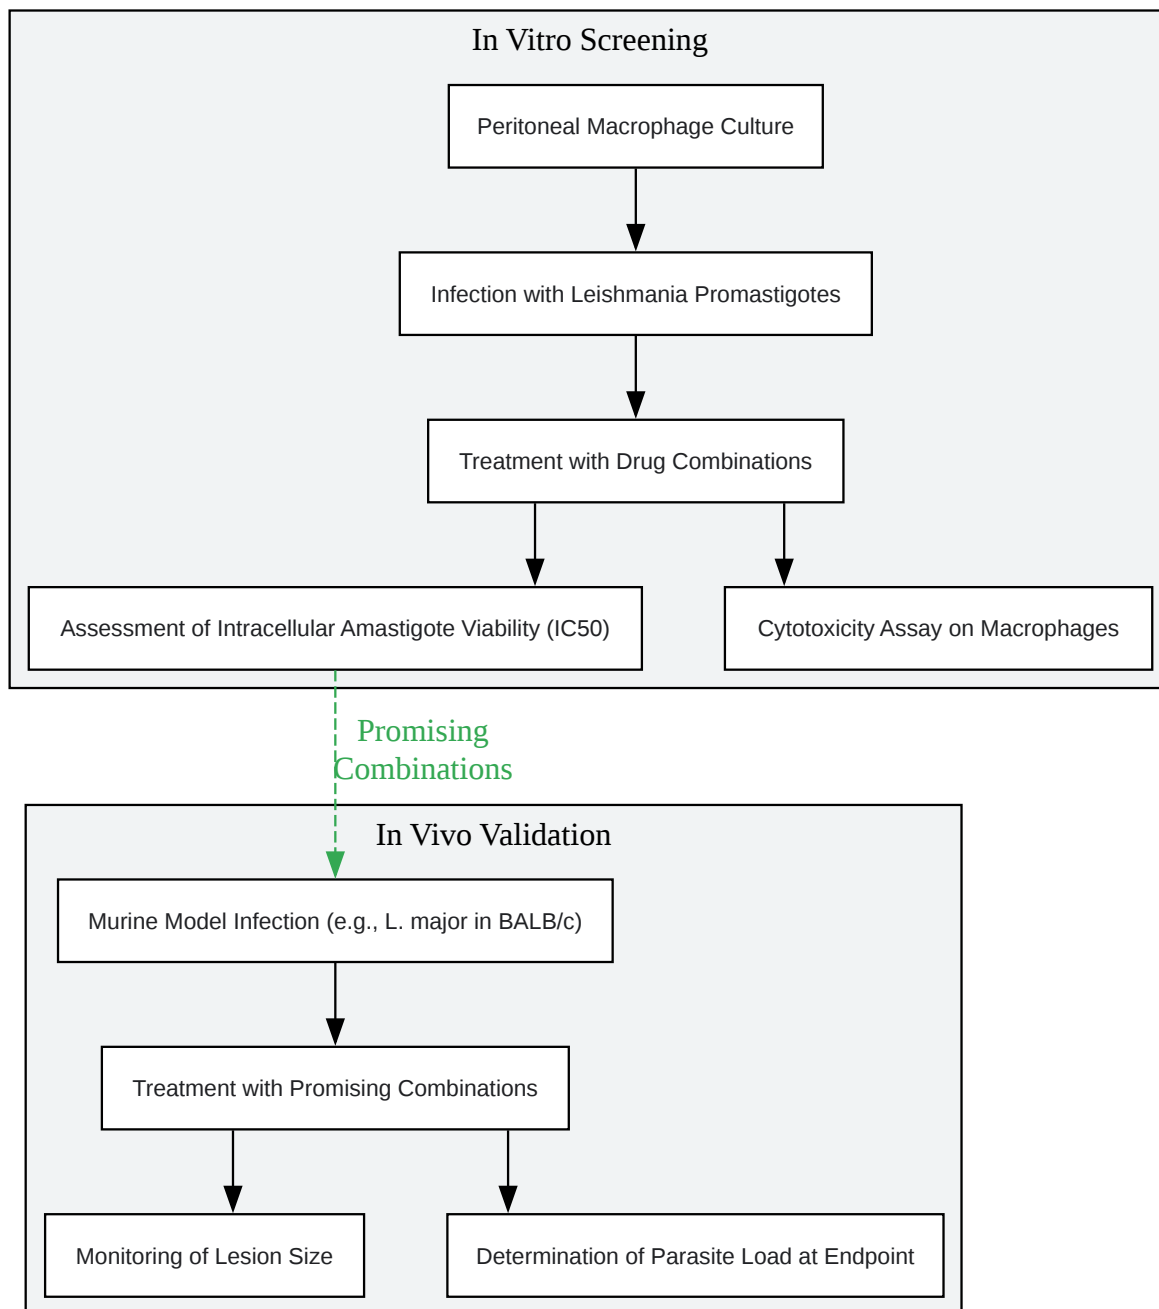 In Vitro Screening
Peritoneal Macrophage Culture
Infection with Leishmania Promastigotes
Treatment with Drug Combinations
Assessment of Intracellular Amastigote Viability (IC50)
Cytotoxicity Assay on Macrophages
Promising
Combinations
In Vivo Validation
Murine Model Infection (e.g., L. major in BALB/c)
Treatment with Promising Combinations
Monitoring of Lesion Size
Determination of Parasite Load at Endpoint